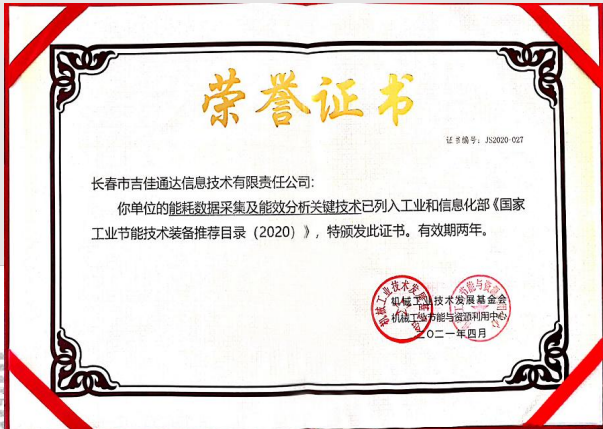 荣誉证书
证书编号：JS2020-027
长春市吉佳通达信息技术有限责任公司：
你单位的能耗数据采集及能效分析关键技术已列入工业和信息化部《国家
工业节能技术装备推荐目录（2020）》，特颁发此证书。有效期两年。
机械工业技术发展基金会
机械工业节能与资源利用中心
二〇二一年四月